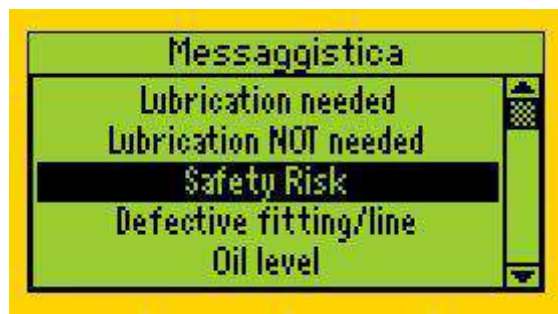 Messaggistica
Lubrication needed
Lubrication NOT needed
Safety Risk
Defective fitting/line
Oil level